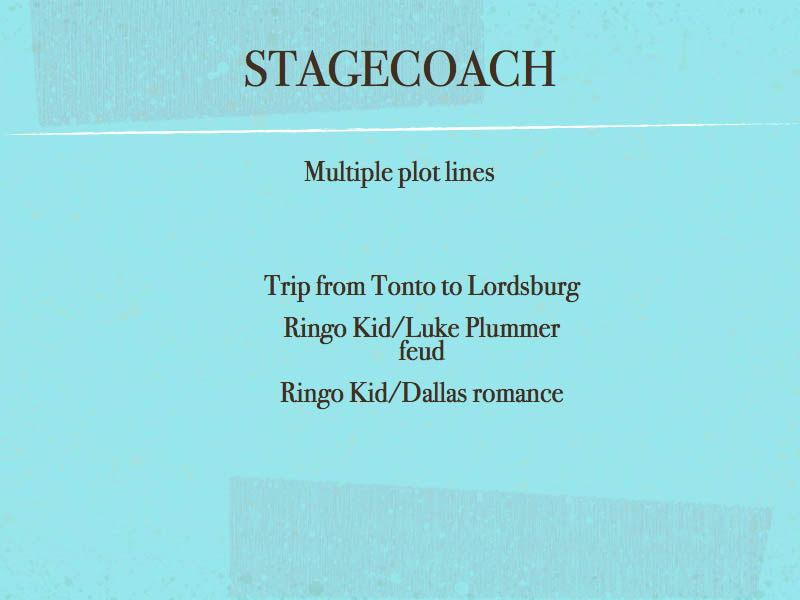 STAGECOACH
Multiple plot lines
Trip from Tonto to Lordsburg
Ringo Kid/Luke Plummer
feud
Ringo Kid/Dallas romance